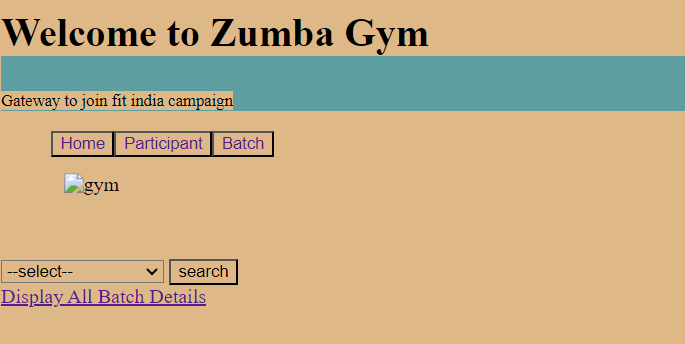 Welcome to Zumba Gym
Gateway to join fit india campaign
Home Participant Batch
gym
--select-- search
Display All Batch Details